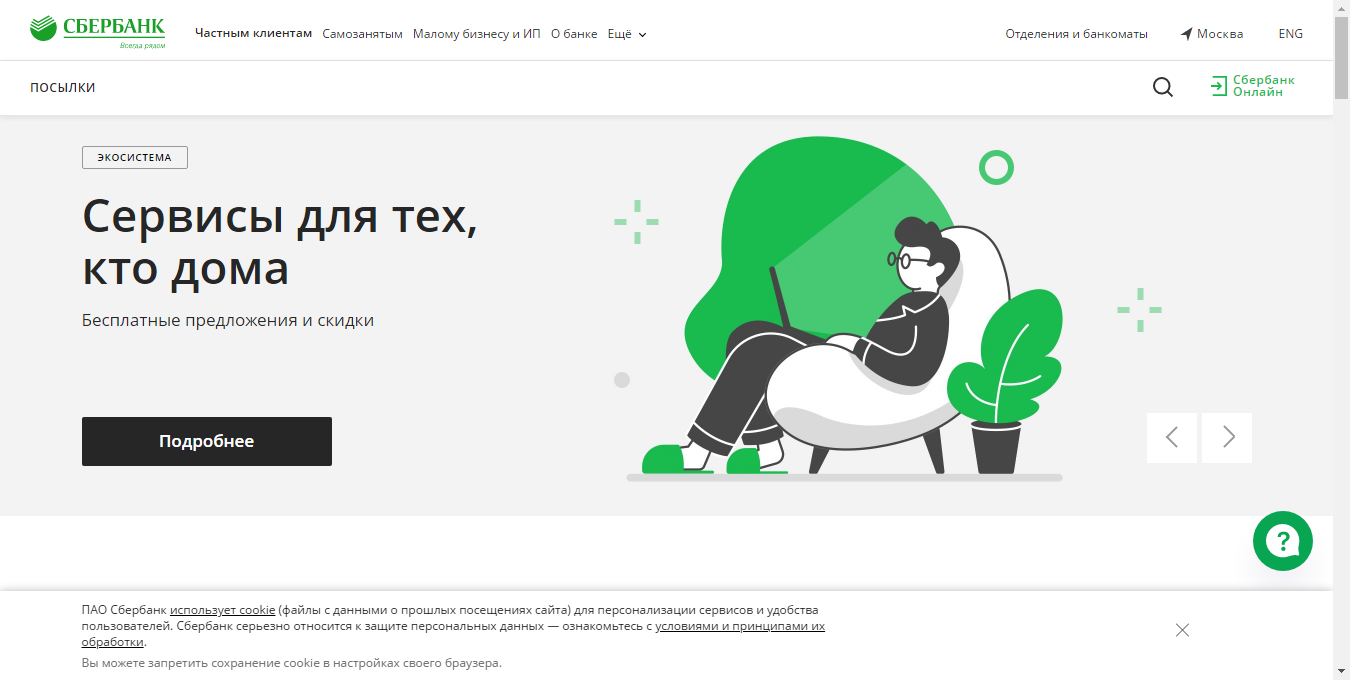 СБЕРБАНК
Всегда рядом
Частным клиентам Самозанятым Малому бизнесу и ИП О банке Ещё
Отделения и банкоматы Москва ENG
ПОСЫЛКИ
Сбербанк
Онлайн
ЭКОСИСТЕМА
Сервисы для тех,
кто дома
Бесплатные предложения и скидки
Подробнее
?
ПАО Сбербанк использует cookie (файлы с данными о прошлых посещениях сайта) для персонализации сервисов и удобства
пользователей. Сбербанк серьезно относится к защите персональных данных — ознакомьтесь с условиями и принципами их
обработки.
Вы можете запретить сохранение cookie в настройках своего браузера.